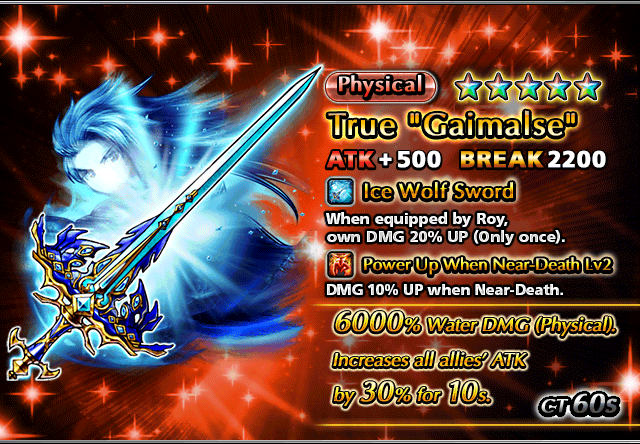 Physical
True "Gaimalse"
ATK+500 BREAK 2200
Ice Wolf Sword
When equipped by Roy,
own DMG 20% UP (Only once).
Power Up When Near-Death Lv2
DMG 10% UP when Near-Death.
6000% Water DMG (Physical).
Increases all allies' ATK
by 30% for 10s.
CT 60s